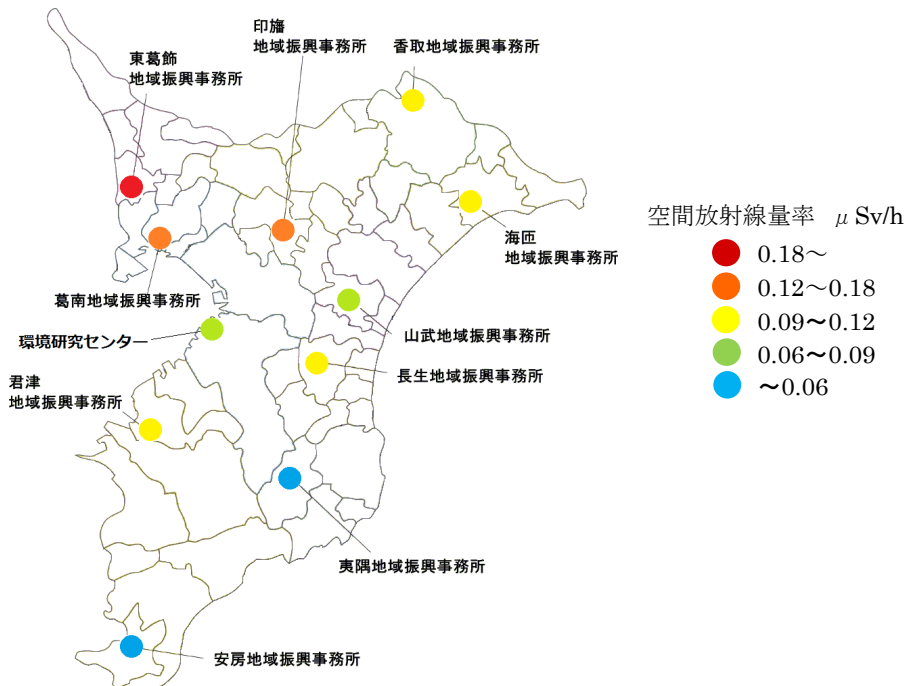 印旛
地域振興事務所
香取地域振興事務所
東葛飾
地域振興事務所
海匝
地域振興事務所
葛南地域振興事務所
環境研究センター
山武地域振興事務所
長生地域振興事務所
君津
地域振興事務所
夷隅地域振興事務所
安房地域振興事務所
空間放射線量率 μ Sv/h
0.18～
0.12～0.18
0.09～0.12
0.06～0.09
～0.06